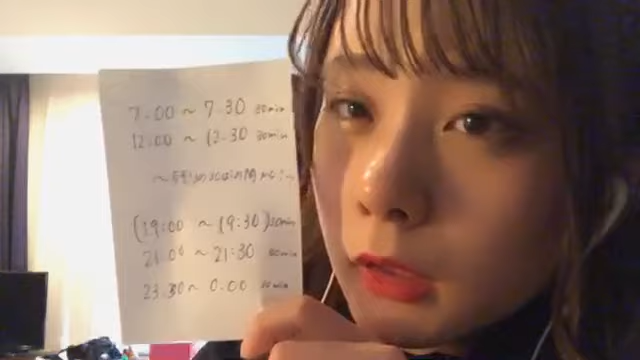 7:00 ~ 7:30 30min
12:00 ~ 12:30 30min
~
(19:00 ~ 19:30) 30min
21:00 ~ 21:30 30min
23:30 ~ 0:00 30min